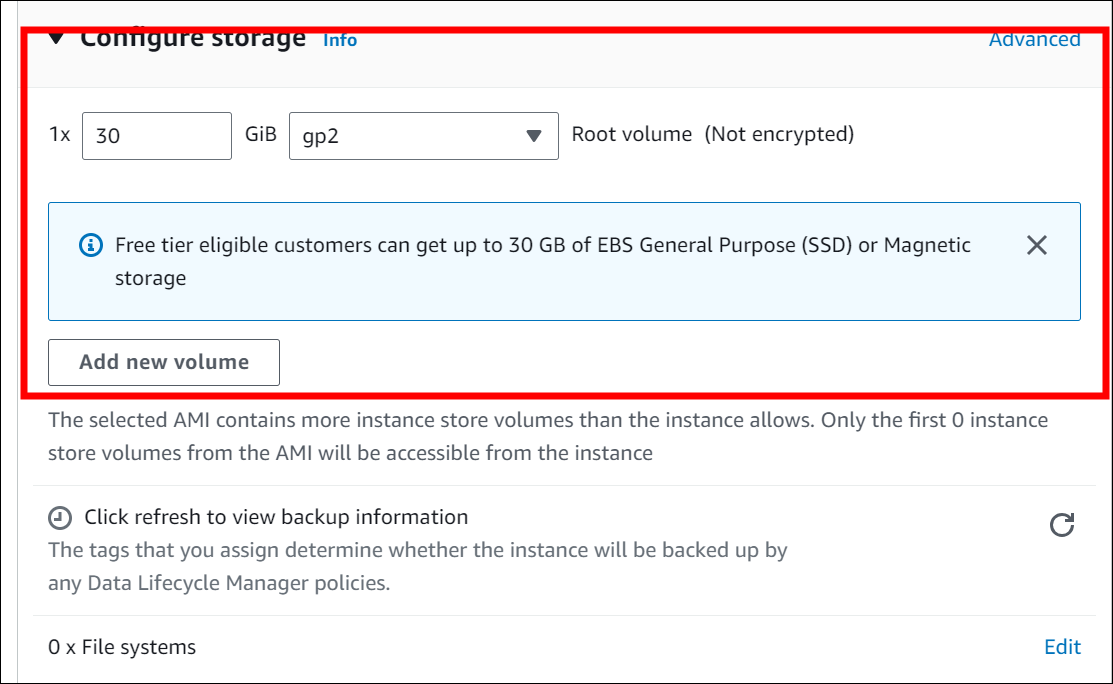 Configure storage Info Advanced
1x 30 GiB gp2 Root volume (Not encrypted)
Free tier eligible customers can get up to 30 GB of EBS General Purpose (SSD) or Magnetic
storage
Add new volume
The selected AMI contains more instance store volumes than the instance allows. Only the first 0 instance
store volumes from the AMI will be accessible from the instance
Click refresh to view backup information
The tags that you assign determine whether the instance will be backed up by
any Data Lifecycle Manager policies.
0 x File systems Edit